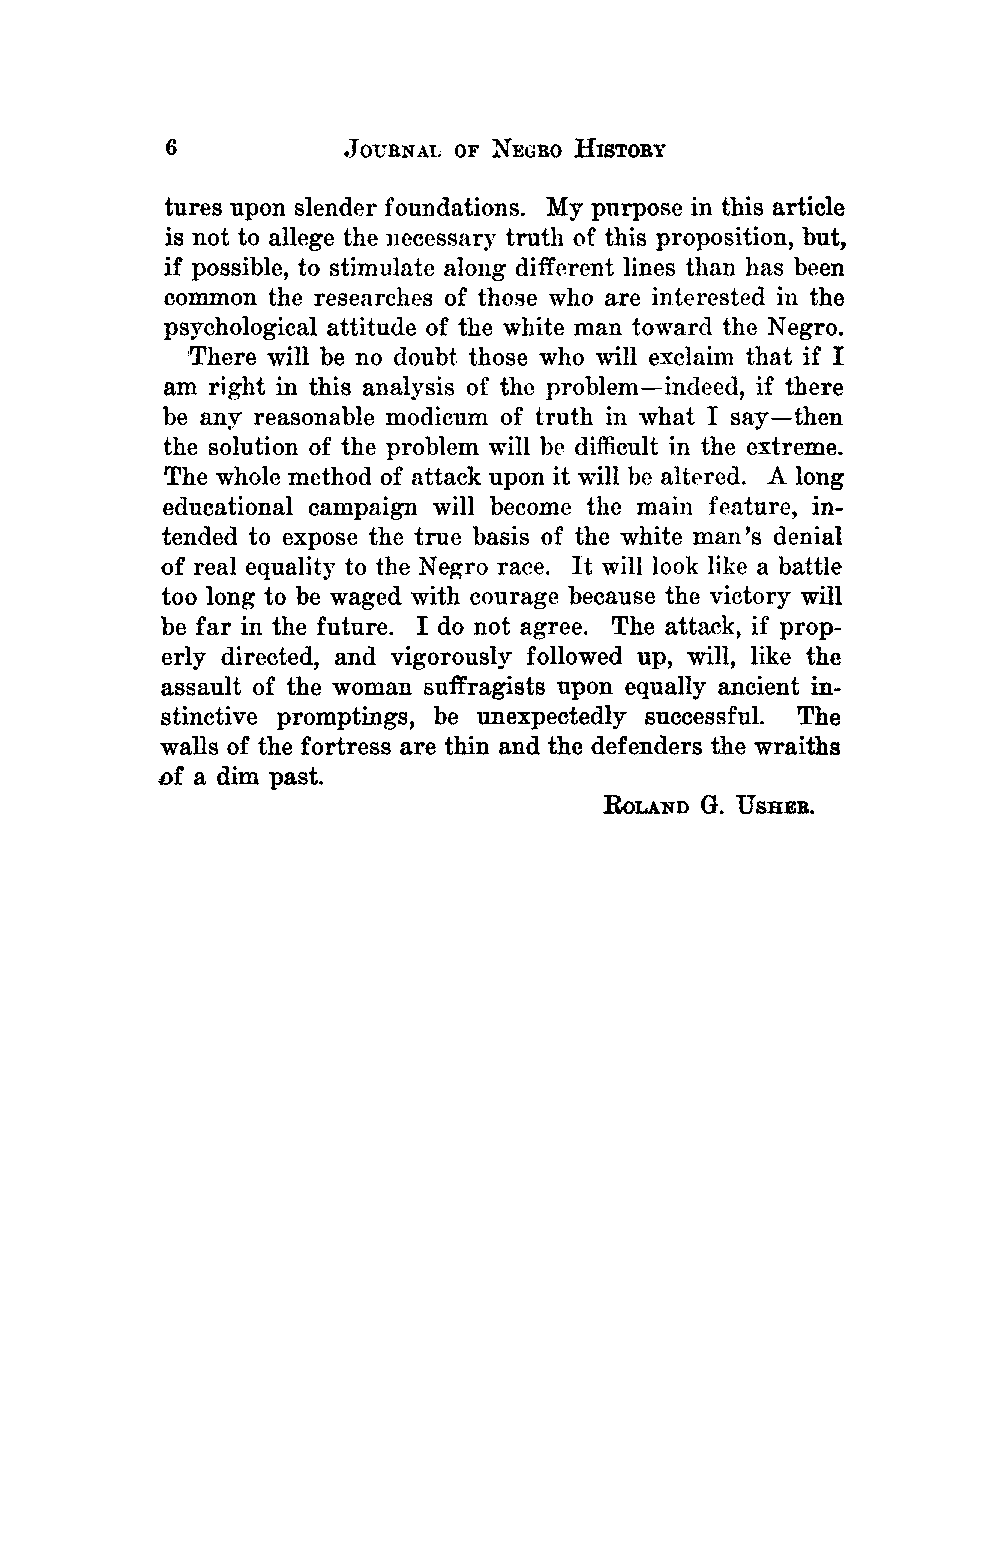 6 JOURNAL OF NEGRO HISTORY
tures upon slender foundations. My purpose in this article
is not to allege the necessary truth of this proposition, but,
if possible, to stimulate along different lines than has been
common the researches of those who are interested in the
psychological attitude of the white man toward the Negro.
There will be no doubt those who will exclaim that if I
am right in this analysis of the problem—indeed, if there
be any reasonable modicum of truth in what I say—then
the solution of the problem will be difficult in the extreme.
The whole method of attack upon it will be altered. A long
educational campaign will become the main feature, in-
tended to expose the true basis of the white man's denial
of real equality to the Negro race. It will look like a battle
too long to be waged with courage because the victory will
be far in the future. I do not agree. The attack, if prop-
erly directed, and vigorously followed up, will, like the
assault of the woman suffragists upon equally ancient in-
stinctive promptings, be unexpectedly successful. The
walls of the fortress are thin and the defenders the wraiths
of a dim past.
ROLAND G. USHER.